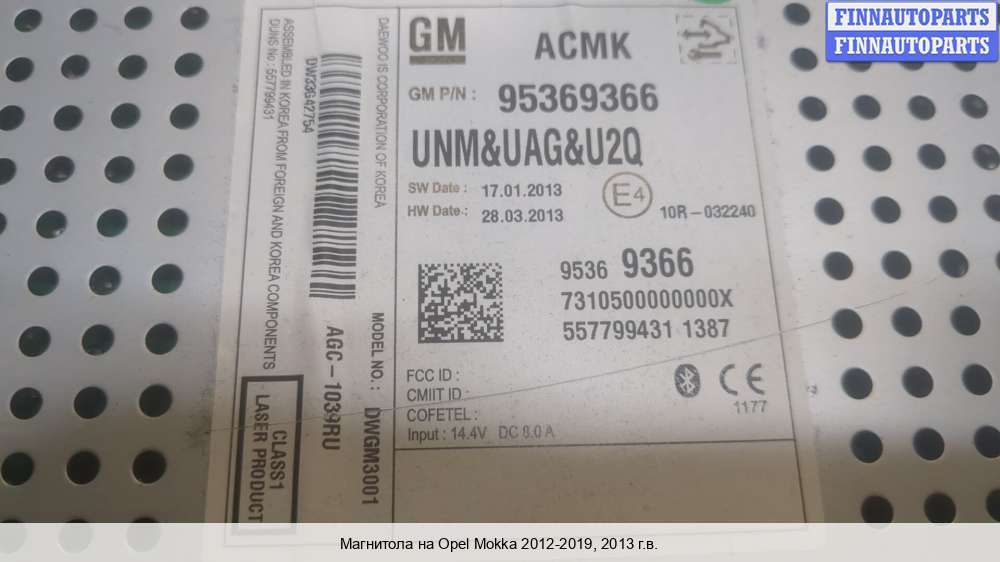 FINNAUTOPARTS
FINNAUTOPARTS
ASSEMBLED IN KOREA FROM FOREIGN AND KOREA COMPONENTS
DUNS No : 557799431
DW33642754
AGC-1039RU
CLASS1
LASER PRODUCT
DAEWOO IS CORPORATION OF KOREA
MODEL NO. : DWGM3001
GM
ACMK
GM P/N : 95369366
UNM&UAG&U2Q
SW Date : 17.01.2013
HW Date : 28.03.2013
E4
10R-032240
9536 9366
7310500000000X
557799431 1387
FCC ID :
CMIIT ID :
COFETEL :
Input : 14.4V DC 8.0 A
CE
1177
Магнитола на Opel Mokka 2012-2019, 2013 г.в.